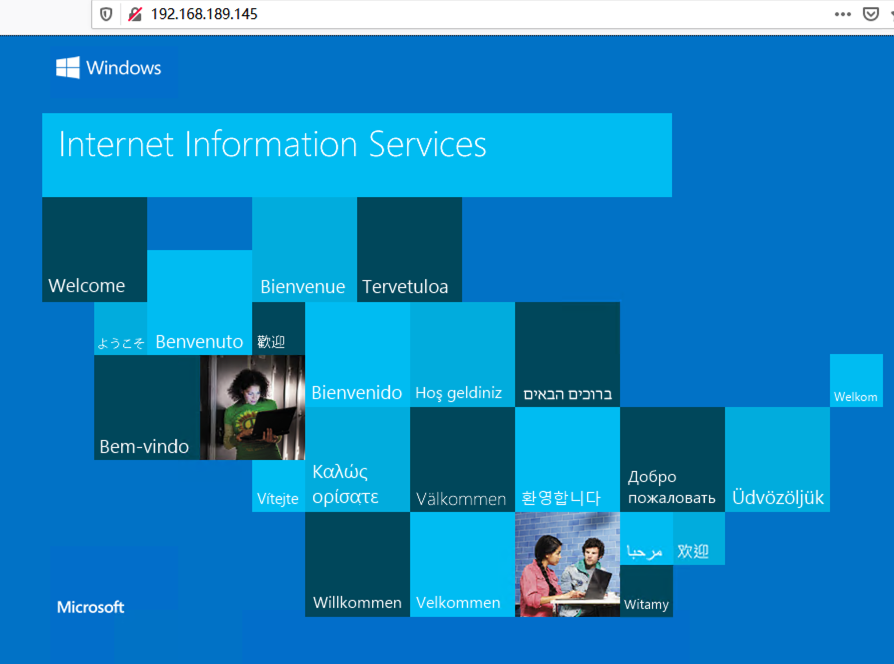 192.168.189.145
Windows
Internet Information Services
Welcome
Bienvenue
Tervetuloa
ようこそ
Benvenuto
歡迎
Bienvenido
Hoş geldiniz
ברוכים הבאים
Welkom
Bem-vindo
Vítejte
Καλώς
ορίσατε
Välkommen
환영합니다
Добро
пожаловать
Üdvözöljük
مرحبا
欢迎
Microsoft
Willkommen
Velkommen
Witamy